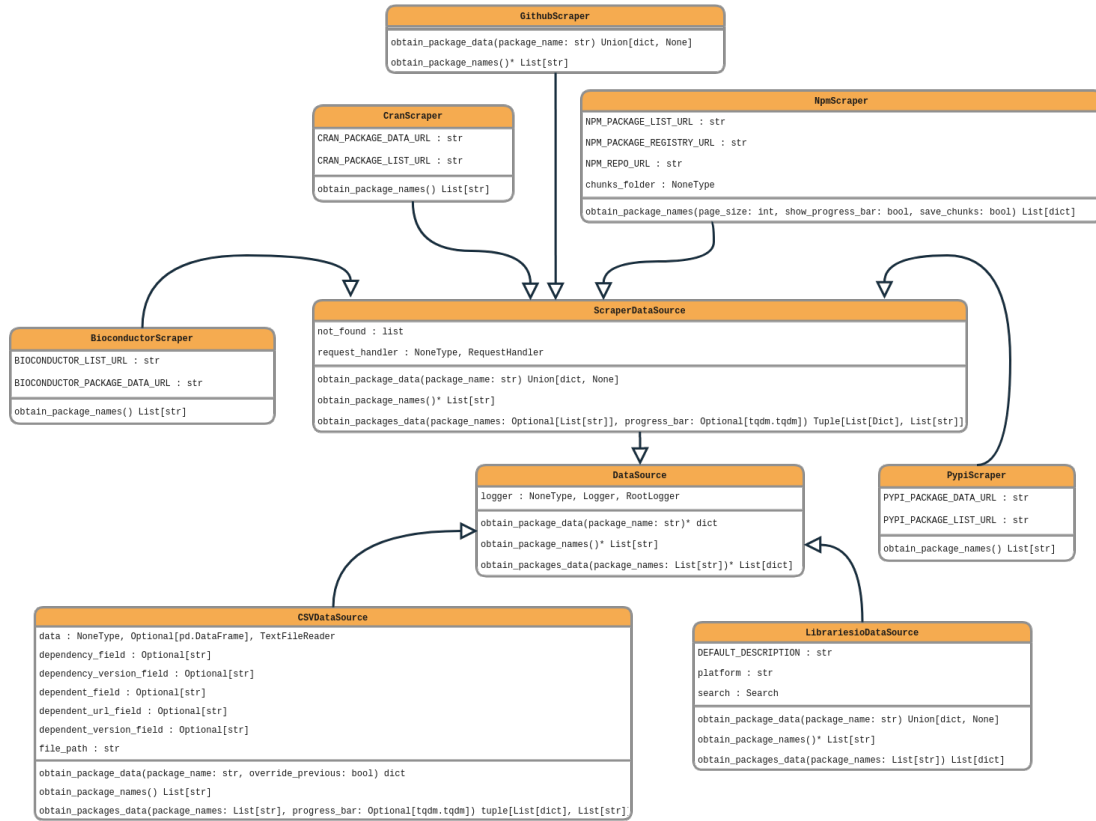 GithubScraper
obtain_package_data(package_name: str) Union[dict, None]
obtain_package_names()* List[str]
CranScraper
CRAN_PACKAGE_DATA_URL : str
CRAN_PACKAGE_LIST_URL : str
obtain_package_names() List[str]
NpmScraper
NPM_PACKAGE_LIST_URL : str
NPM_PACKAGE_REGISTRY_URL : str
NPM_REPO_URL : str
chunks_folder : NoneType
obtain_package_names(page_size: int, show_progress_bar: bool, save_chunks: bool) List[dict]
BioconductorScraper
BIOCONDUCTOR_LIST_URL : str
BIOCONDUCTOR_PACKAGE_DATA_URL : str
obtain_package_names() List[str]
ScraperDataSource
not_found : list
request_handler : NoneType, RequestHandler
obtain_package_data(package_name: str) Union[dict, None]
obtain_package_names()* List[str]
obtain_packages_data(package_names: Optional[List[str]], progress_bar: Optional[tqdm.tqdm]) Tuple[List[Dict], List[str]]
DataSource
logger : NoneType, Logger, RootLogger
obtain_package_data(package_name: str)* dict
obtain_package_names()* List[str]
obtain_packages_data(package_names: List[str])* List[dict]
PypiScraper
PYPI_PACKAGE_DATA_URL : str
PYPI_PACKAGE_LIST_URL : str
obtain_package_names() List[str]
CSVDataSource
data : NoneType, Optional[pd.DataFrame], TextFileReader
dependency_field : Optional[str]
dependency_version_field : Optional[str]
dependent_field : Optional[str]
dependent_url_field : Optional[str]
dependent_version_field : Optional[str]
file_path : str
obtain_package_data(package_name: str, override_previous: bool) dict
obtain_package_names() List[str]
obtain_packages_data(package_names: List[str], progress_bar: Optional[tqdm.tqdm]) tuple[List[dict], List[str]]
LibrariesioDataSource
DEFAULT_DESCRIPTION : str
platform : str
search : Search
obtain_package_data(package_name: str) Union[dict, None]
obtain_package_names()* List[str]
obtain_packages_data(package_names: List[str]) List[dict]